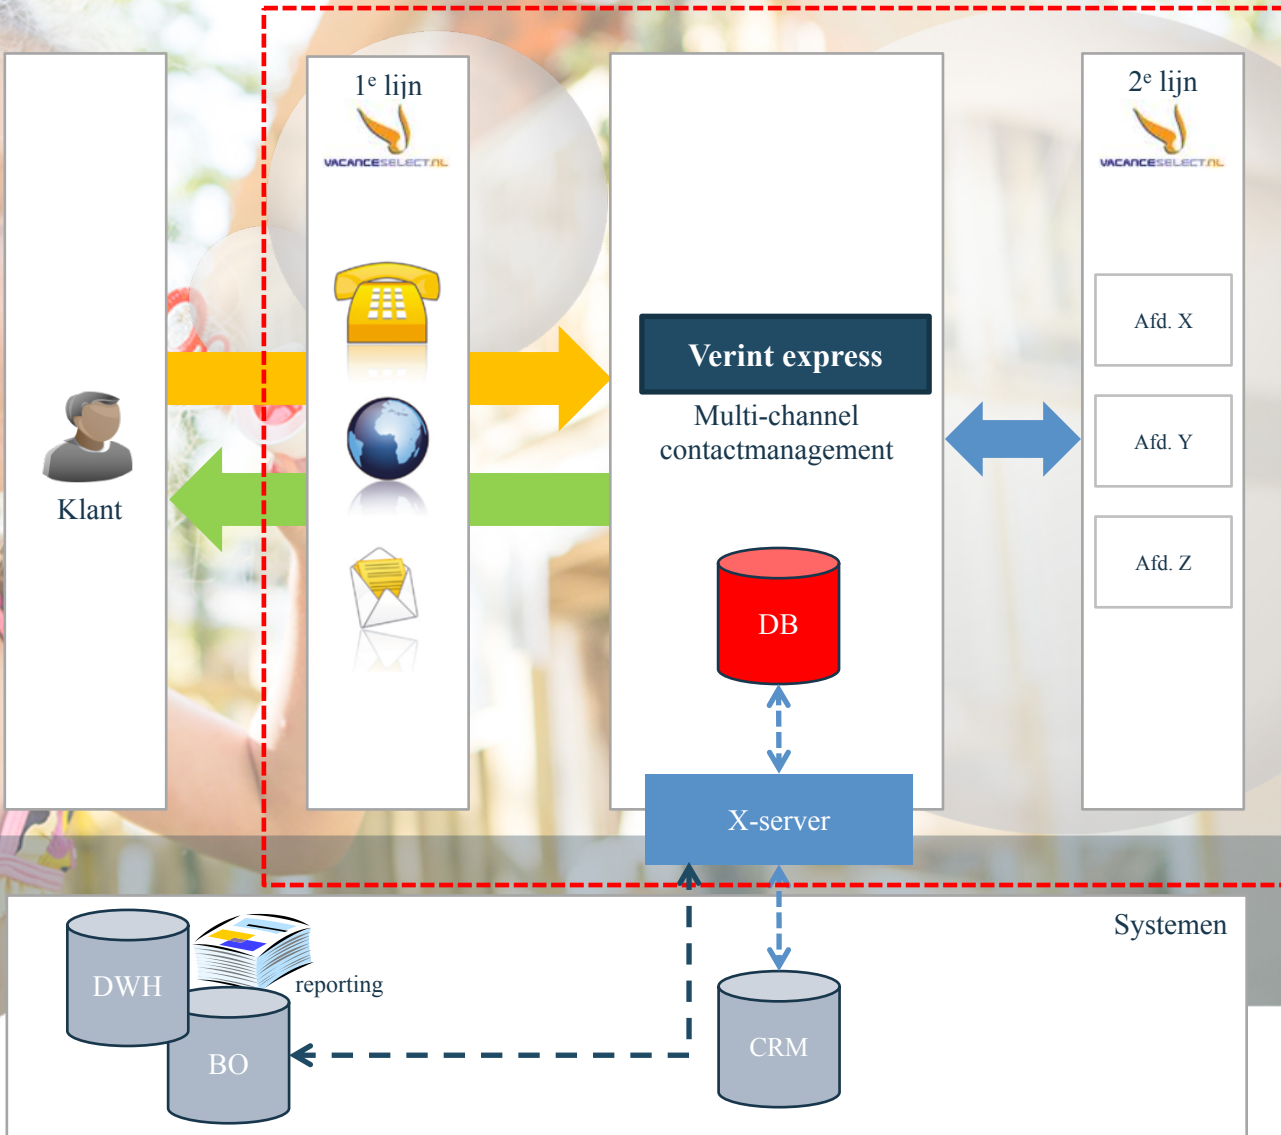 1e lijn
VACANCESELECT.NL
2e lijn
VACANCESELECT.NL
Klant
Verint express
Multi-channel
contactmanagement
Afd. X
Afd. Y
Afd. Z
DB
X-server
Systemen
DWH
reporting
BO
CRM